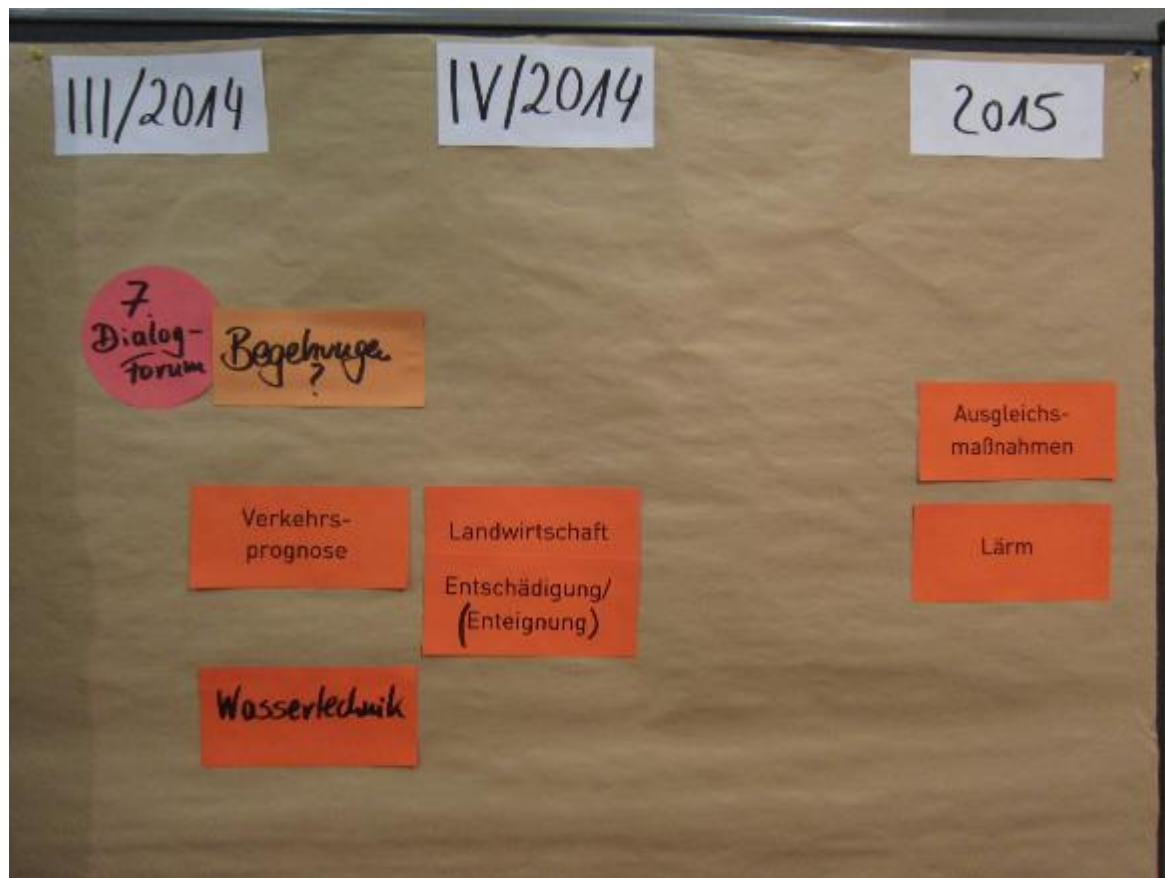 III/2014
IV/2014
2015
7.
Dialog-
Forum
Begehungen
?
Verkehrs-
prognose
Landwirtschaft
Entschädigung/
(Enteignung)
Wassertechnik
Ausgleichs-
maßnahmen
Lärm